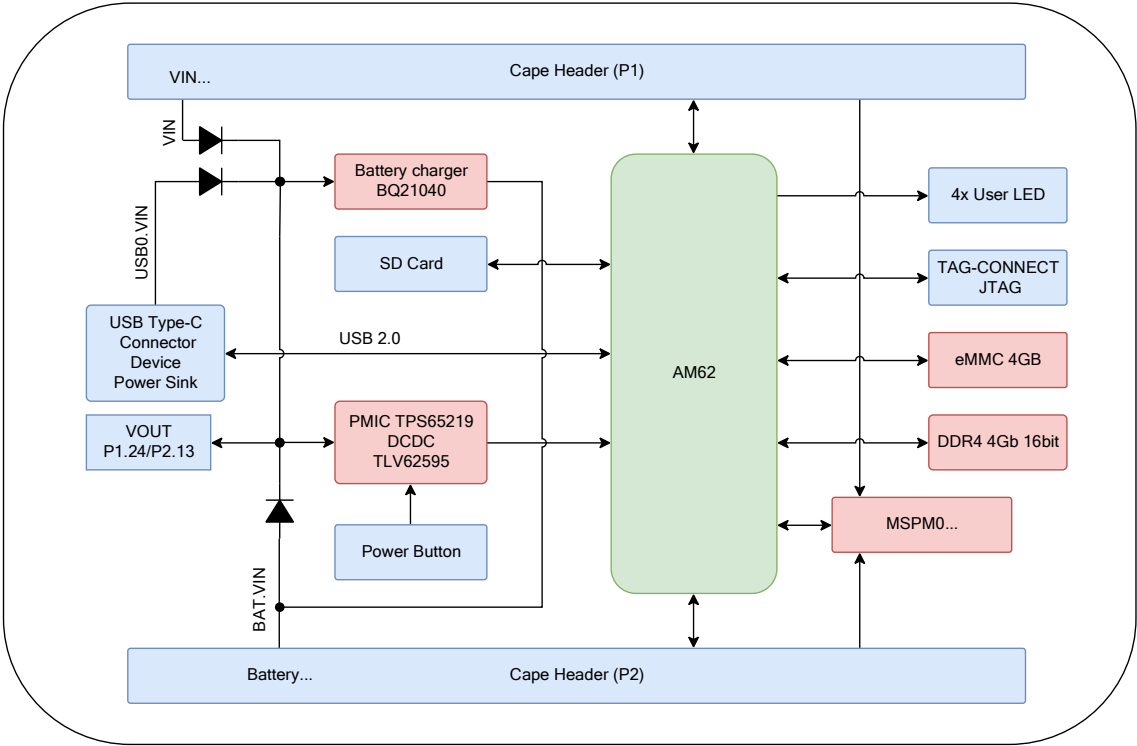 Cape Header (P1)
VIN...
VIN
Battery charger
BQ21040
4x User LED
USB0.VIN
SD Card
TAG-CONNECT
JTAG
USB Type-C
Connector
Device
Power Sink
USB 2.0
AM62
eMMC 4GB
VOUT
P1.24/P2.13
PMIC TPS65219
DCDC
TLV62595
DDR4 4Gb 16bit
MSPM0...
Power Button
BAT.VIN
Battery...
Cape Header (P2)